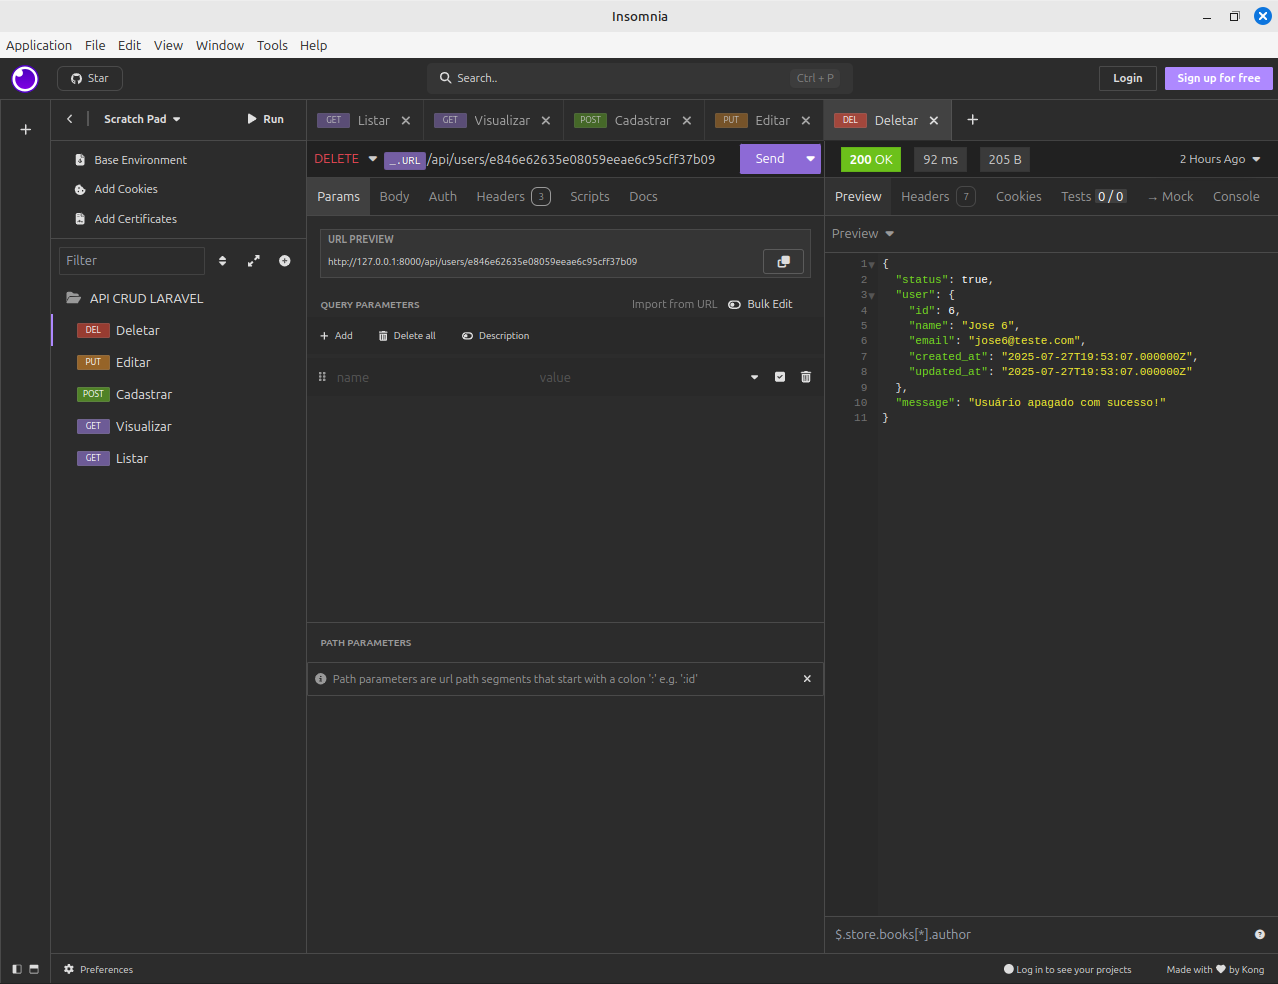 Insomnia
Application File Edit View Window Tools Help
Star
Search..
Ctrl + P
Login
Sign up for free
Scratch Pad
Run
Base Environment
Add Cookies
Add Certificates
Filter
API CRUD LARAVEL
DEL Deletar
PUT Editar
POST Cadastrar
GET Visualizar
GET Listar
GET Listar
GET Visualizar
POST Cadastrar
PUT Editar
DEL Deletar
DELETE _.URL/api/users/e846e62635e08059eeae6c95cff37b09
Send
Params Body Auth Headers 3 Scripts Docs
URL PREVIEW
http://127.0.0.1:8000/api/users/e846e62635e08059eeae6c95cff37b09
QUERY PARAMETERS
Import from URL
Bulk Edit
Add
Delete all
Description
name
value
PATH PARAMETERS
Path parameters are url path segments that start with a colon ':' e.g. ':id'
200 OK
92 ms
205 B
2 Hours Ago
Preview Headers 7 Cookies Tests 0 / 0 → Mock Console
Preview
1 {
2 "status": true,
3 "user": {
4 "id": 6,
5 "name": "Jose 6",
6 "email": "jose6@teste.com",
7 "created_at": "2025-07-27T19:53:07.000000Z",
8 "updated_at": "2025-07-27T19:53:07.000000Z"
9 },
10 "message": "Usuário apagado com sucesso!"
11 }
$.store.books[*].author
Preferences
Log in to see your projects
Made with ♥ by Kong